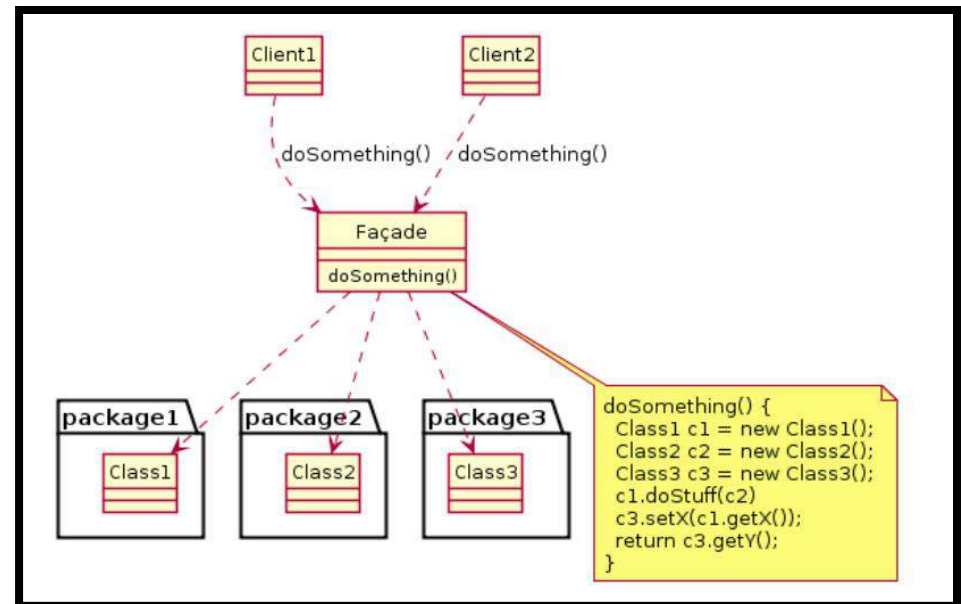 Client1
Client2
doSomething()
doSomething()
Façade
doSomething()
package1
package2
package3
Class1
Class2
Class3
doSomething() {
Class1 c1 = new Class1();
Class2 c2 = new Class2();
Class3 c3 = new Class3();
c1.doStuff(c2)
c3.setX(c1.getX());
return c3.getY();
}